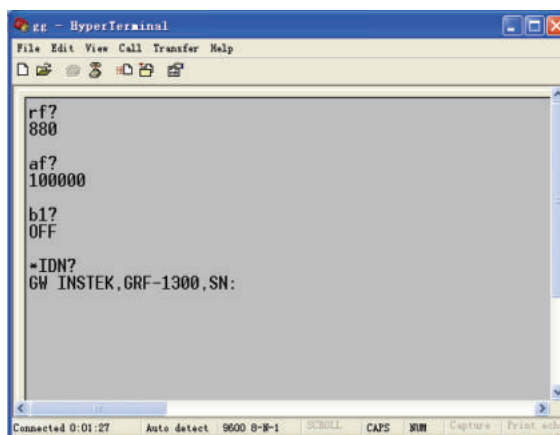 gg - HyperTerminal
File Edit View Call Transfer Help
rf?
880
af?
100000
b1?
OFF
*IDN?
GW INSTEK,GRF-1300,SN:
Connected 0:01:27 Auto detect 9600 8-N-1 SCROLL CAPS NUM Capture Print